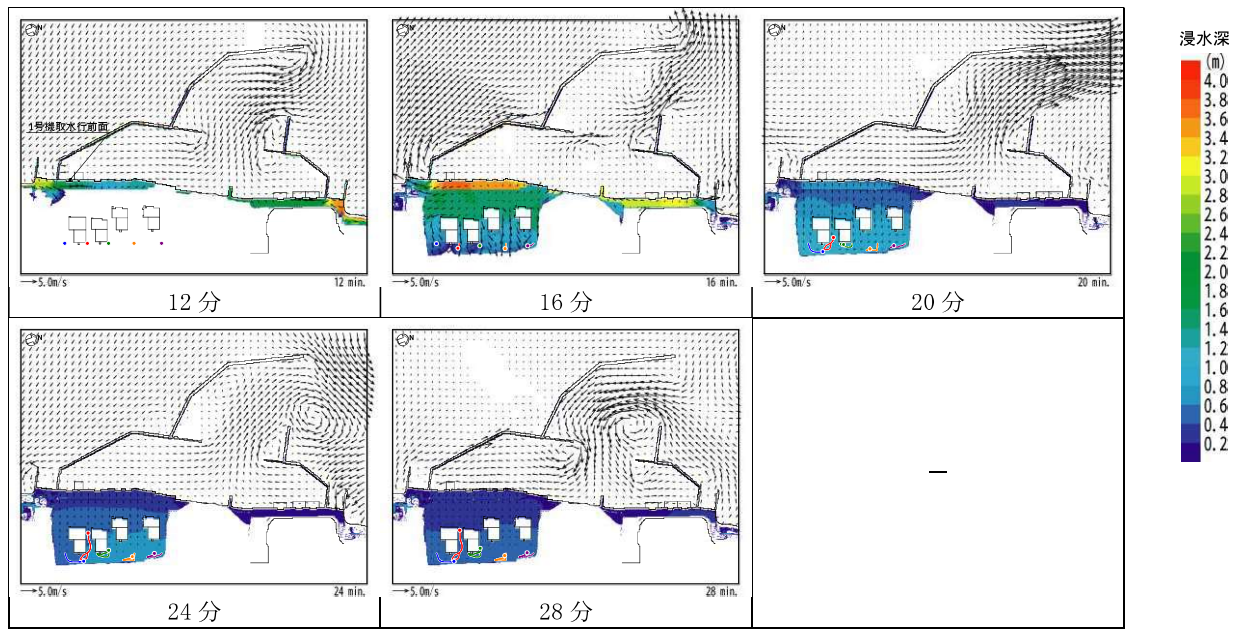 N
1号機取水行前面
5.0m/s
12 min.
12 分
N
5.0m/s
16 min.
16 分
N
5.0m/s
20 min.
20 分
浸水深
(m)
4.0
3.8
3.6
3.4
3.2
3.0
2.8
2.6
2.4
2.2
2.0
1.8
1.6
1.4
1.2
1.0
0.8
0.6
0.4
0.2
N
5.0m/s
24 min.
24 分
N
5.0m/s
28 min.
28 分
—